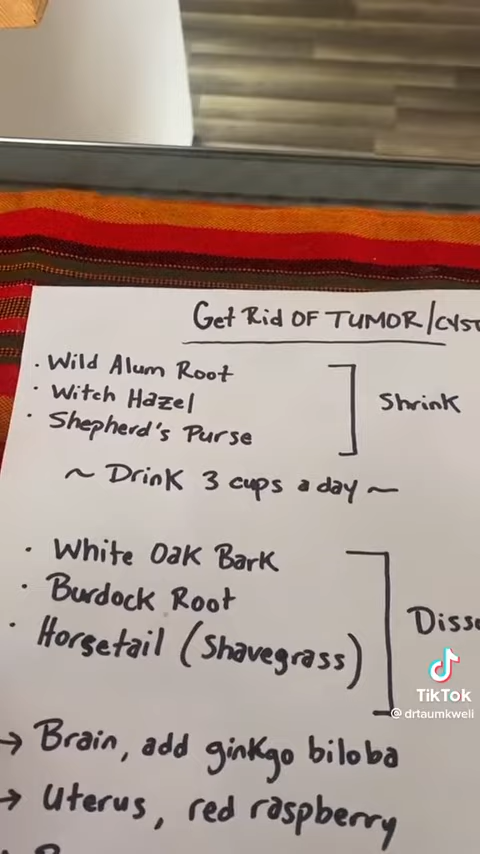 Get Rid OF TUMOR/CYST
· Wild Alum Root
· Witch Hazel
· Shepherd's Purse
Shrink
~ Drink 3 cups a day ~
· White Oak Bark
· Burdock Root
· Horsetail (Shavegrass)
TikTok
@drtaumkweli
→ Brain, add ginkgo biloba
→ Uterus, red raspberry